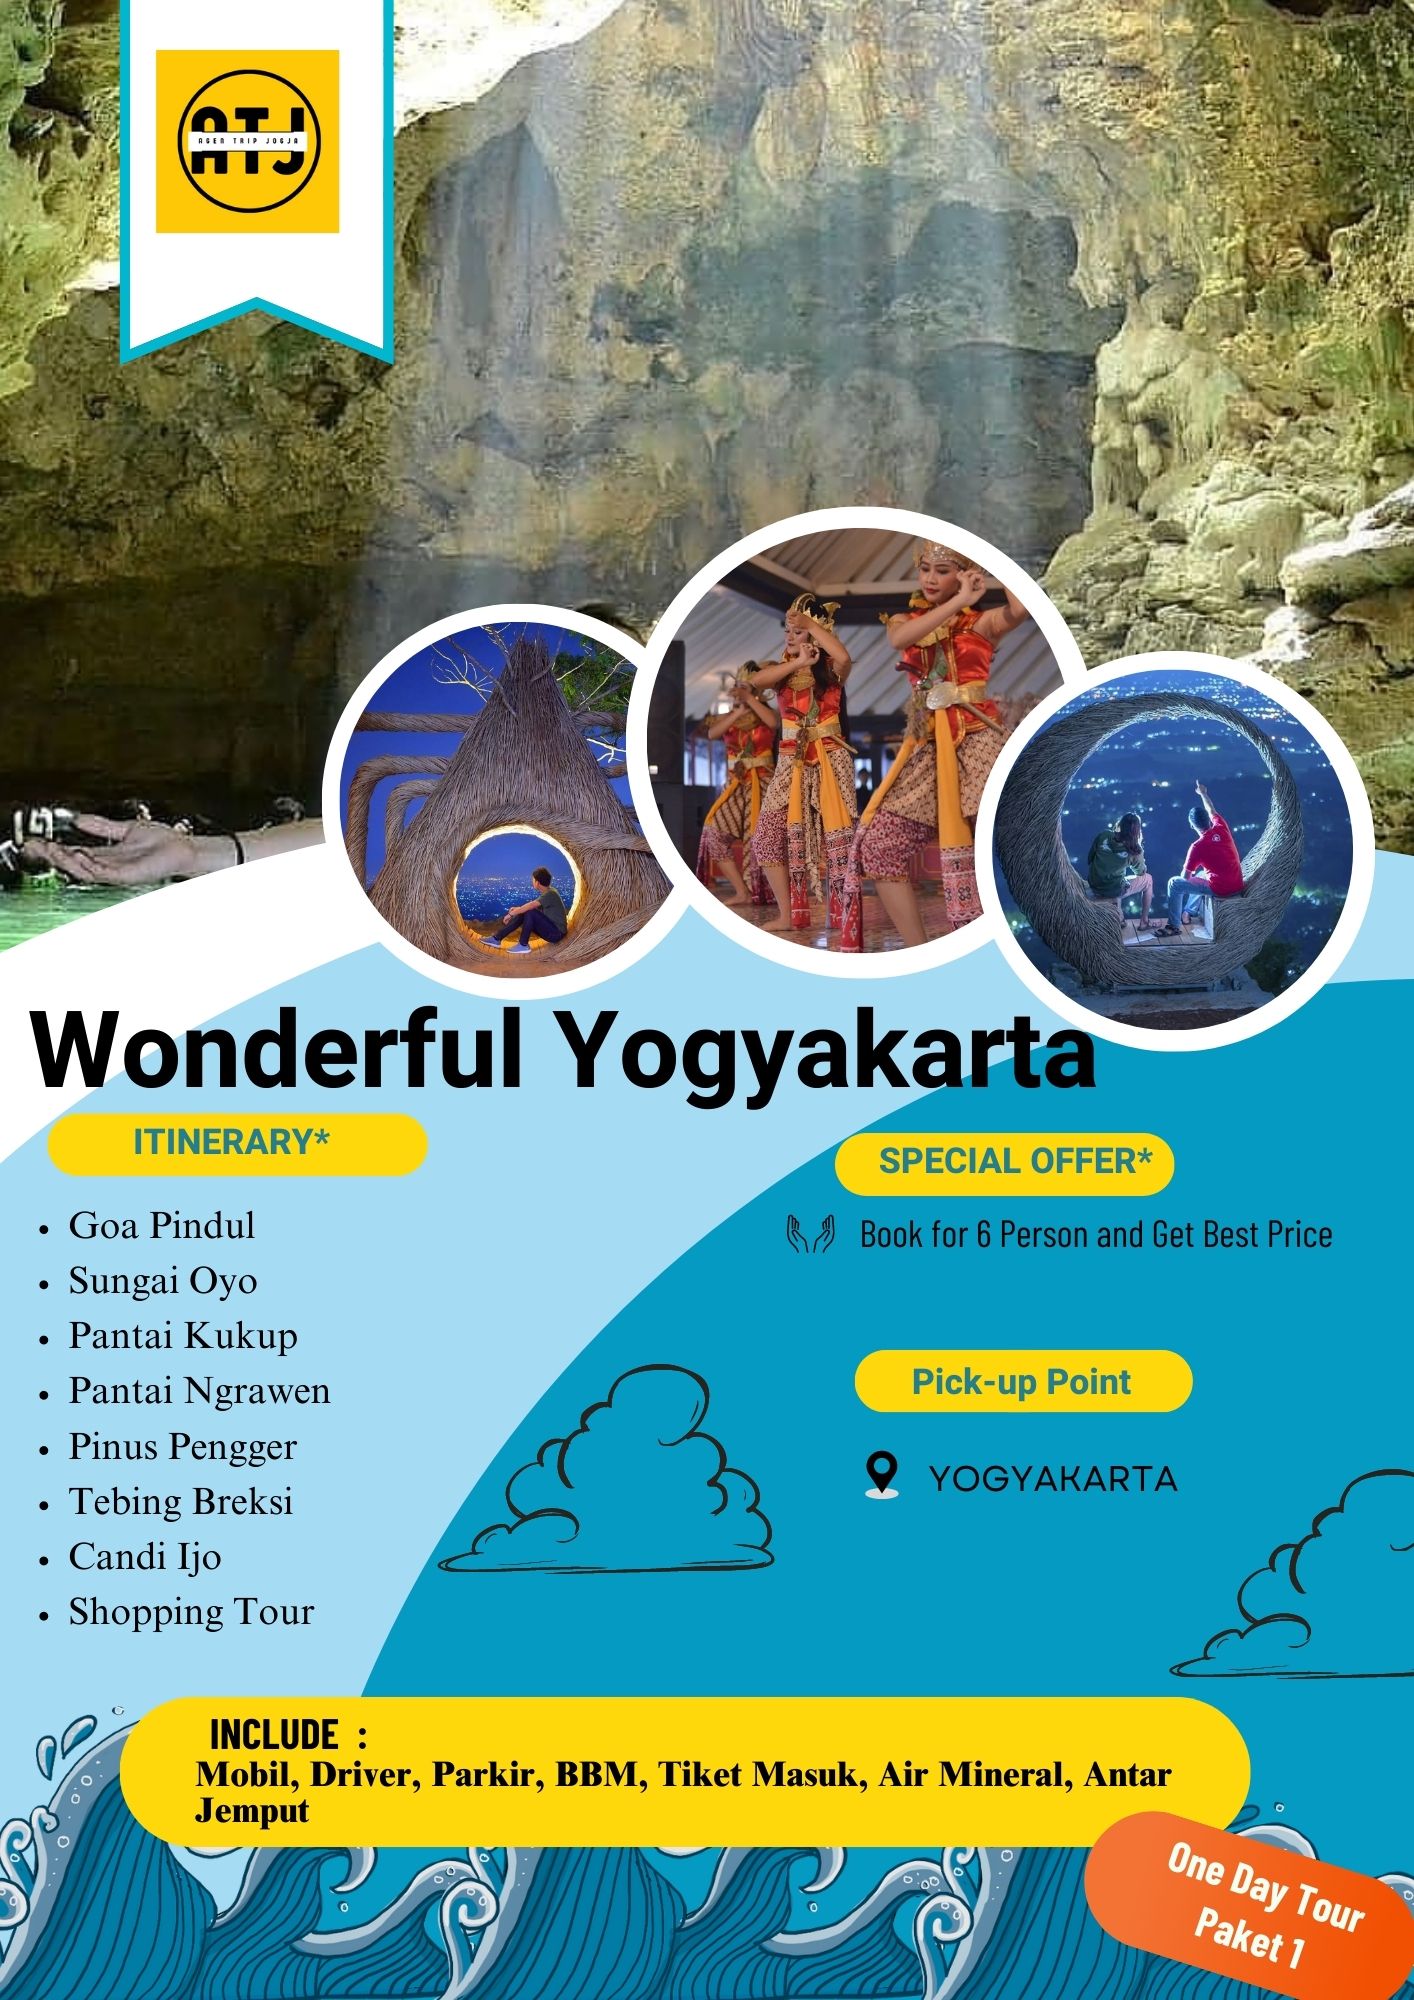 ATJ
AGEN TRIP JOGJA
Wonderful Yogyakarta
ITINERARY*
Goa Pindul
Sungai Oyo
Pantai Kukup
Pantai Ngrawen
Pinus Pengger
Tebing Breksi
Candi Ijo
Shopping Tour
SPECIAL OFFER*
Book for 6 Person and Get Best Price
Pick-up Point
YOGYAKARTA
INCLUDE :
Mobil, Driver, Parkir, BBM, Tiket Masuk, Air Mineral, Antar
Jemput
One Day Tour
Paket 1